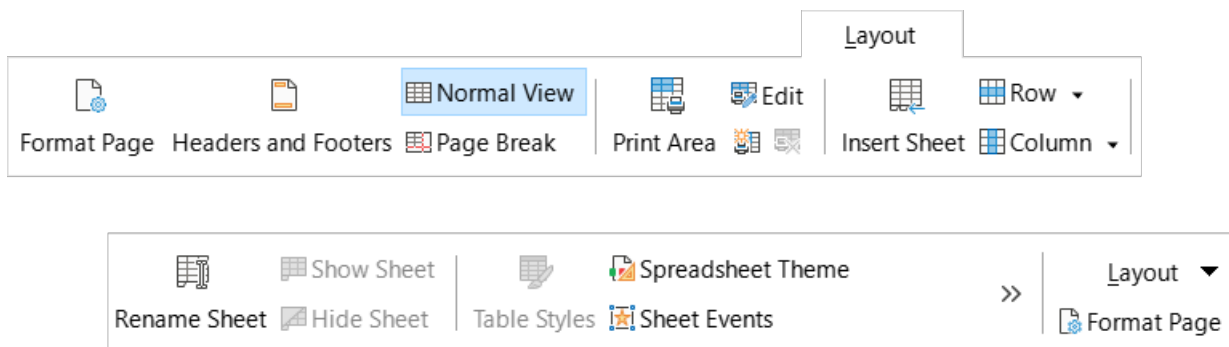 Layout
Normal View Edit Row
Format Page Headers and Footers Page Break Print Area Insert Sheet Column
Show Sheet Spreadsheet Theme Layout
Rename Sheet Hide Sheet Table Styles Sheet Events Format Page